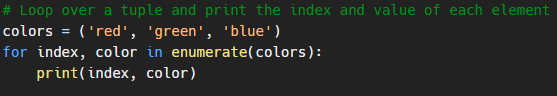 # Loop over a tuple and print the index and value of each element
colors = ('red', 'green', 'blue')
for index, color in enumerate(colors):
    print(index, color)